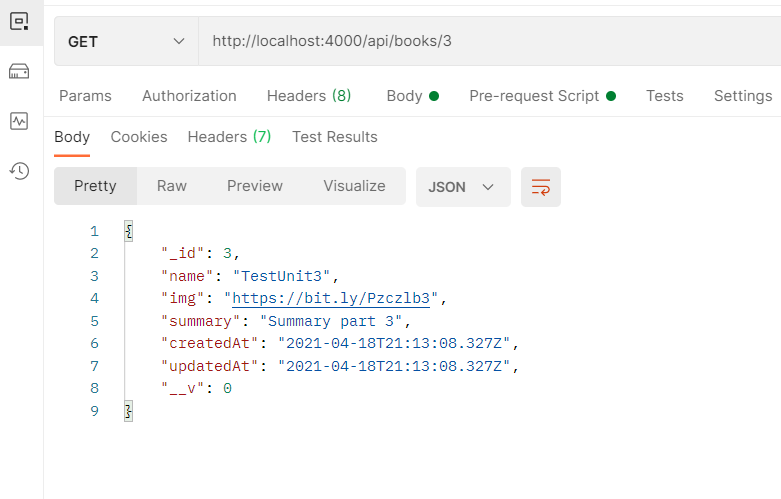 GET http://localhost:4000/api/books/3
Params Authorization Headers (8) Body Pre-request Script Tests Settings
Body Cookies Headers (7) Test Results
Pretty Raw Preview Visualize JSON
1 {
2 "_id": 3,
3 "name": "TestUnit3",
4 "img": "https://bit.ly/Pzczlb3",
5 "summary": "Summary part 3",
6 "createdAt": "2021-04-18T21:13:08.327Z",
7 "updatedAt": "2021-04-18T21:13:08.327Z",
8 "__v": 0
9 }